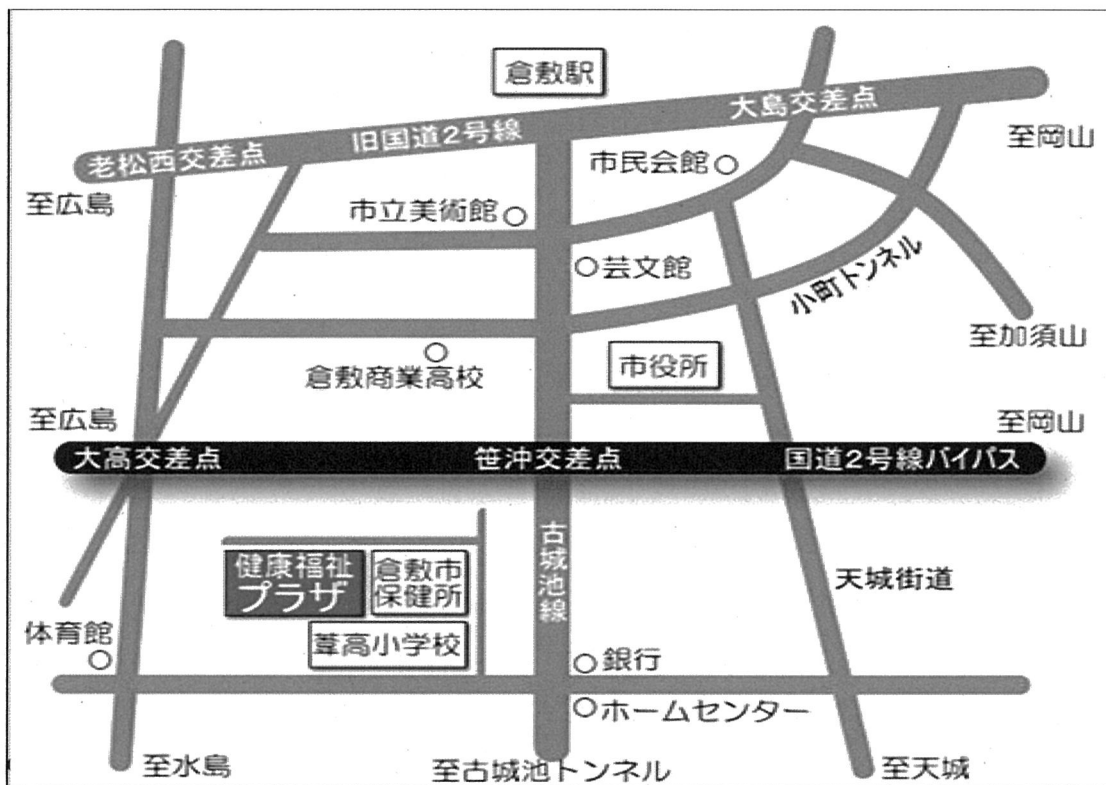 倉敷駅
大島交差点
旧国道2号線
老松西交差点
至岡山
至広島
市民会館
市立美術館
芸文館
小町トンネル
至加須山
倉敷商業高校
市役所
至広島
至岡山
大高交差点
笹沖交差点
国道2号線バイパス
古城池線
健康福祉
プラザ
倉敷市
保健所
天城街道
体育館
葦高小学校
銀行
ホームセンター
至水島
至古城池トンネル
至天城